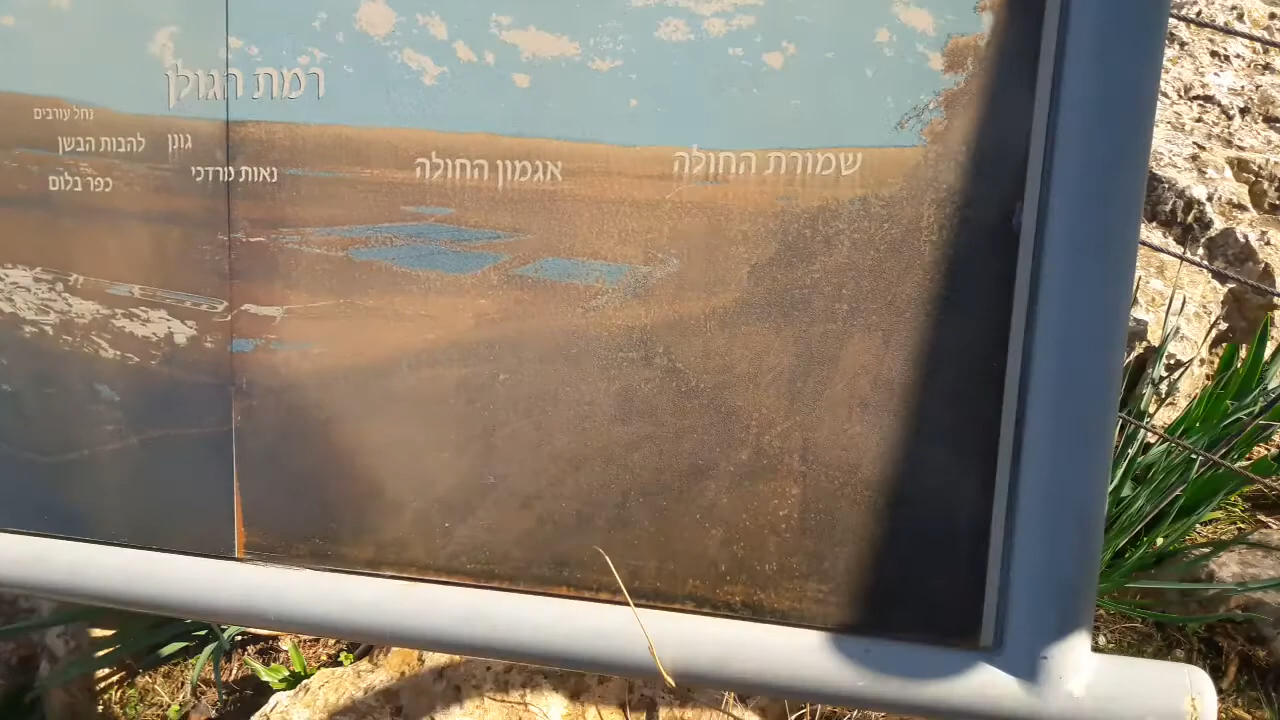 רמת הגולן
נחל עורבים
להבות הבשן
גונן
כפר בלום
נאות מרדכי
אגמון החולה
שמורת החולה